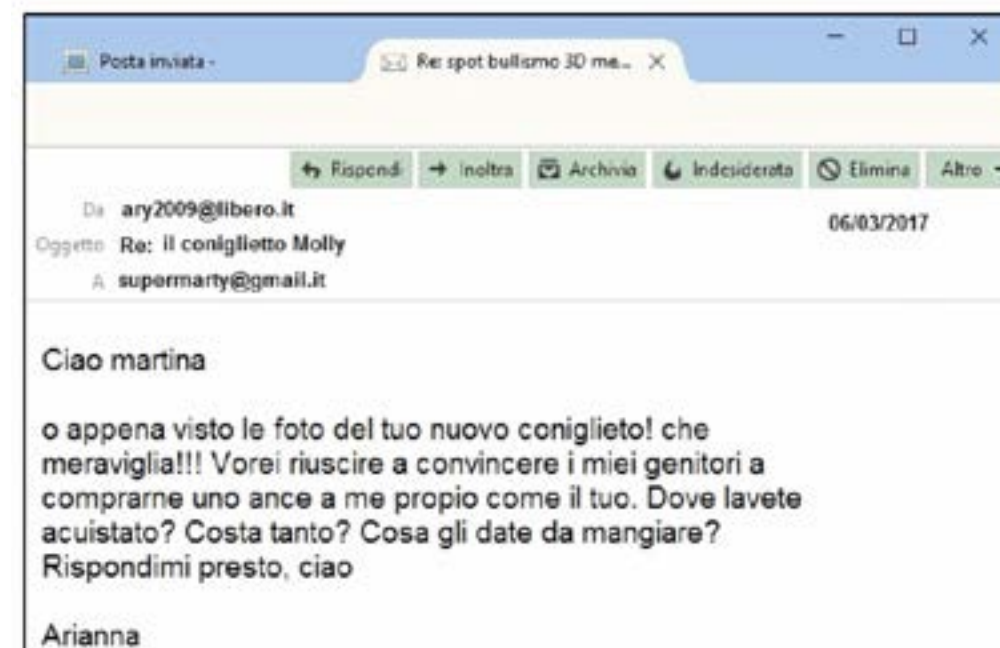 Posta inviata -
Re: spot bullismo 3D me...
Rispondi Inoltra Archivia Indesiderata Elimina Altro
Da ary2009@libero.it
06/03/2017
Oggetto Re: il coniglietto Molly
A supermarty@gmail.it
Ciao martina
o appena visto le foto del tuo nuovo coniglieto! che
meraviglia!!! Vorei riuscire a convincere i miei genitori a
comprarne uno ance a me propio come il tuo. Dove lavete
acuistato? Costa tanto? Cosa gli date da mangiare?
Rispondimi presto, ciao
Arianna